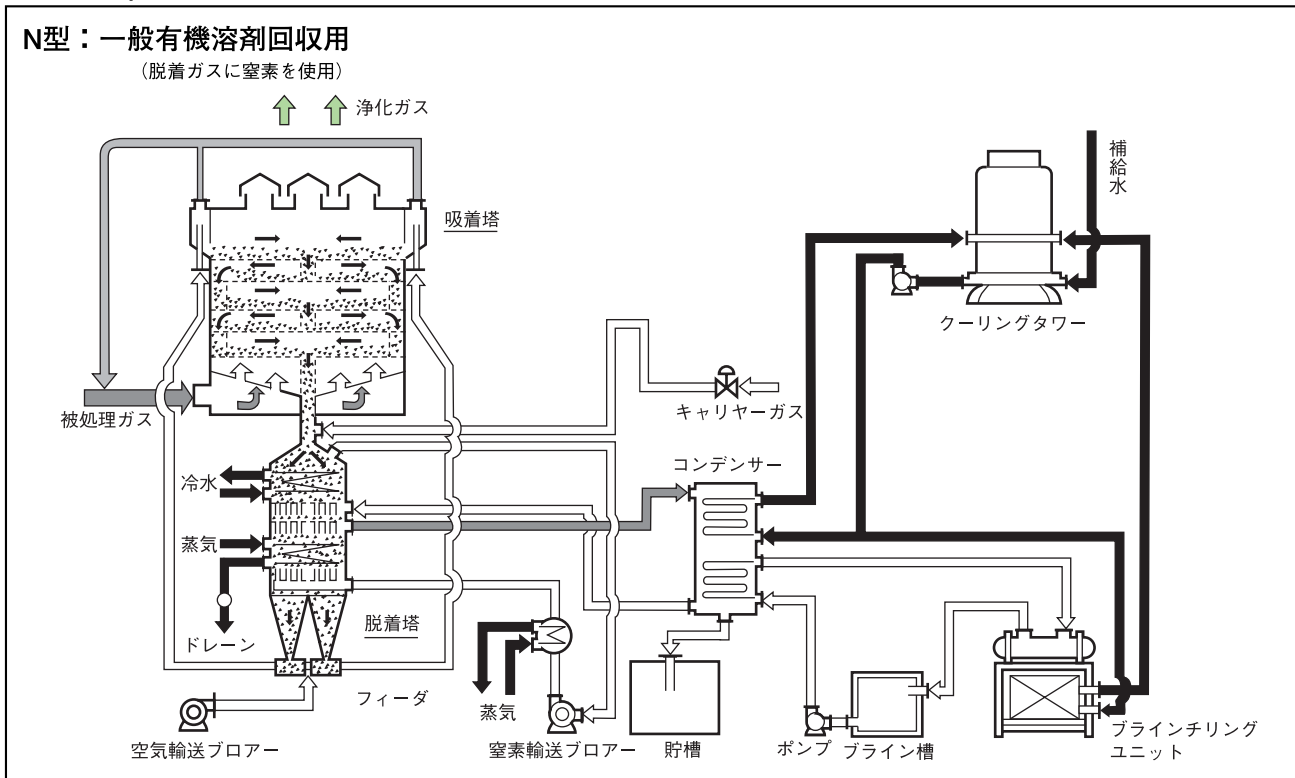 N型：一般有機溶剤回収用
（脱着ガスに窒素を使用）
浄化ガス
吸着塔
補給水
クーリングタワー
被処理ガス
キャリヤーガス
コンデンサー
冷水
蒸気
ドレーン
脱着塔
フィーダ
蒸気
空気輸送ブロアー
窒素輸送ブロアー
貯槽
ポンプ
ブライン槽
ブラインチリング
ユニット